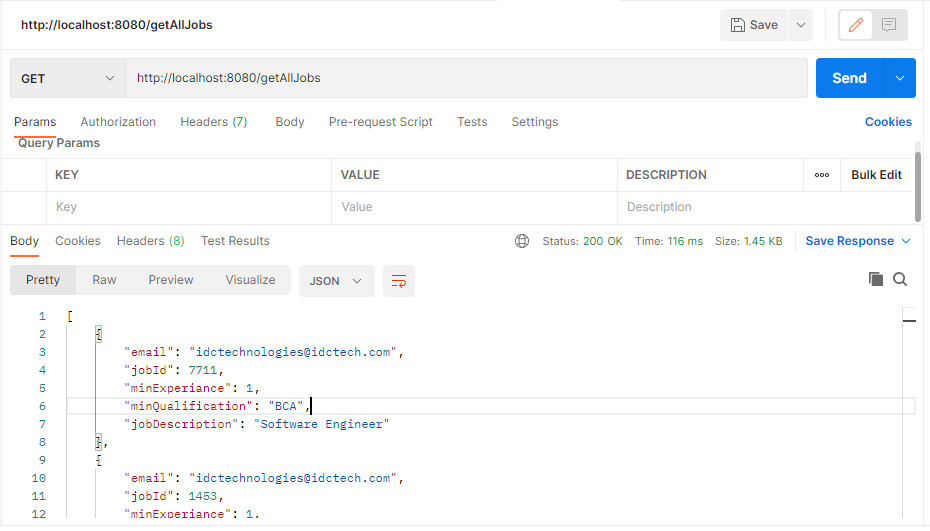 http://localhost:8080/getAllJobs
Save
GET
http://localhost:8080/getAllJobs
Send
Params Authorization Headers (7) Body Pre-request Script Tests Settings Cookies
Query Params
KEY VALUE DESCRIPTION ooo Bulk Edit
Key Value Description
Body Cookies Headers (8) Test Results Status: 200 OK Time: 116 ms Size: 1.45 KB Save Response
Pretty Raw Preview Visualize JSON
1 [
2 {
3 "email": "idctechnologies@idctech.com",
4 "jobId": 7711,
5 "minExperiance": 1,
6 "minQualification": "BCA",
7 "jobDescription": "Software Engineer"
8 },
9 {
10 "email": "idctechnologies@idctech.com",
11 "jobId": 1453,
12 "minExperiance": 1,